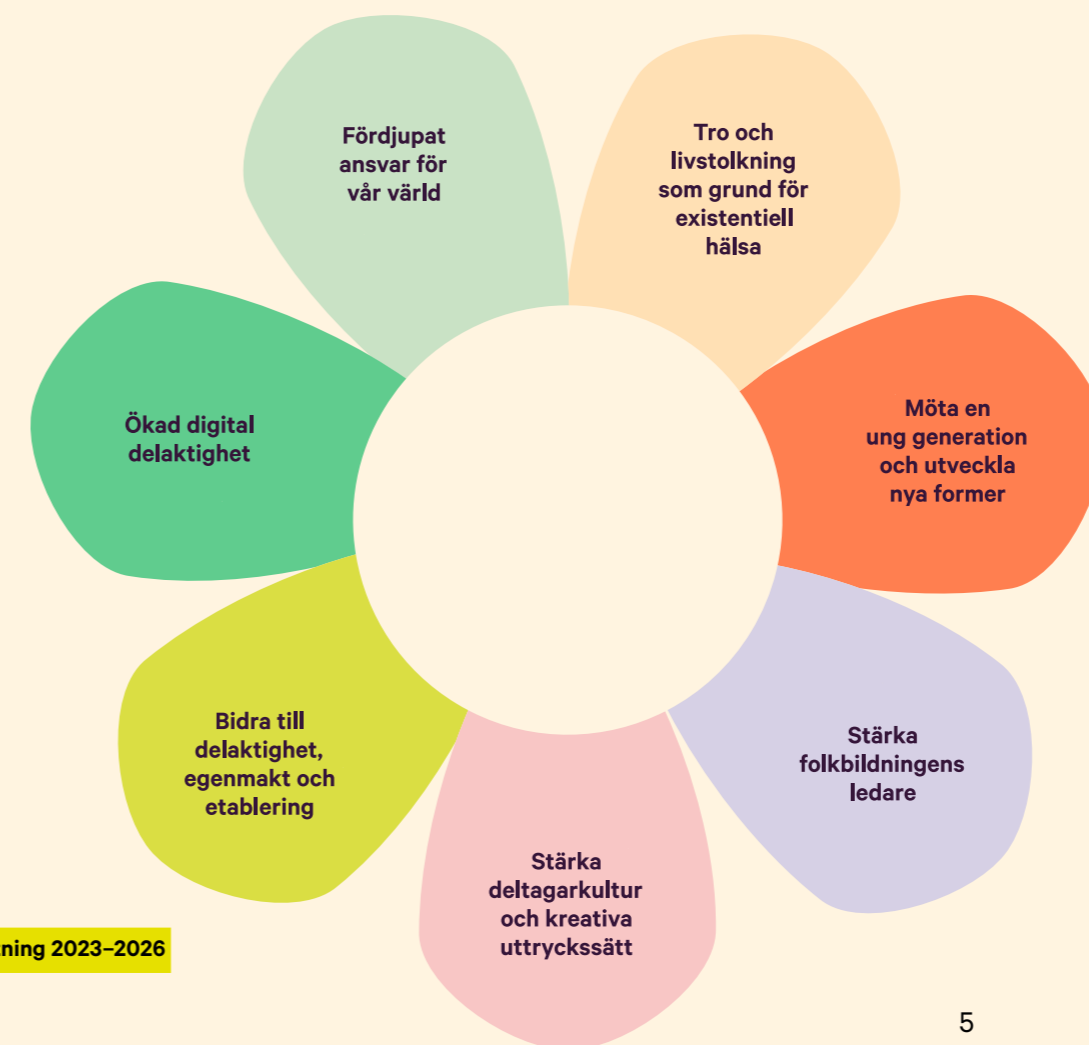 Fördjupat
ansvar för
vår värld
Tro och
livstolkning
som grund för
existentiell
hälsa
Ökad digital
delaktighet
Möta en
ung generation
och utveckla
nya former
Bidra till
delaktighet,
egenmakt och
etablering
Stärka
folkbildningens
ledare
Stärka
deltagarkultur
och kreativa
uttryckssätt
2023–2026
5